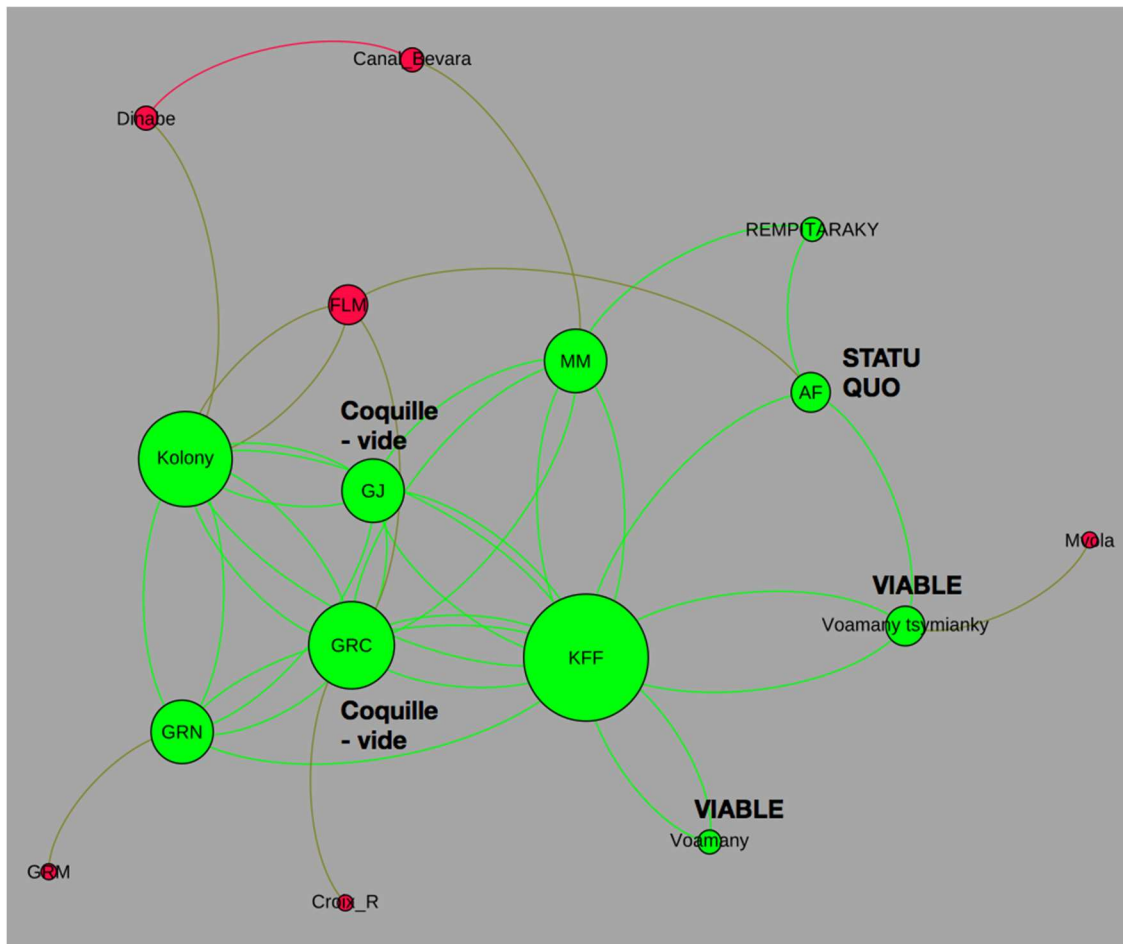 Canal_Bevara
Dinabe
REMPITARAKY
FLM
MM
STATU
QUO
AF
Coquille
- vide
Kolony
GJ
Mvola
VIABLE
Voamany tsymianky
GRC
KFF
Coquille
- vide
GRN
VIABLE
Voamany
GRM
Croix_R